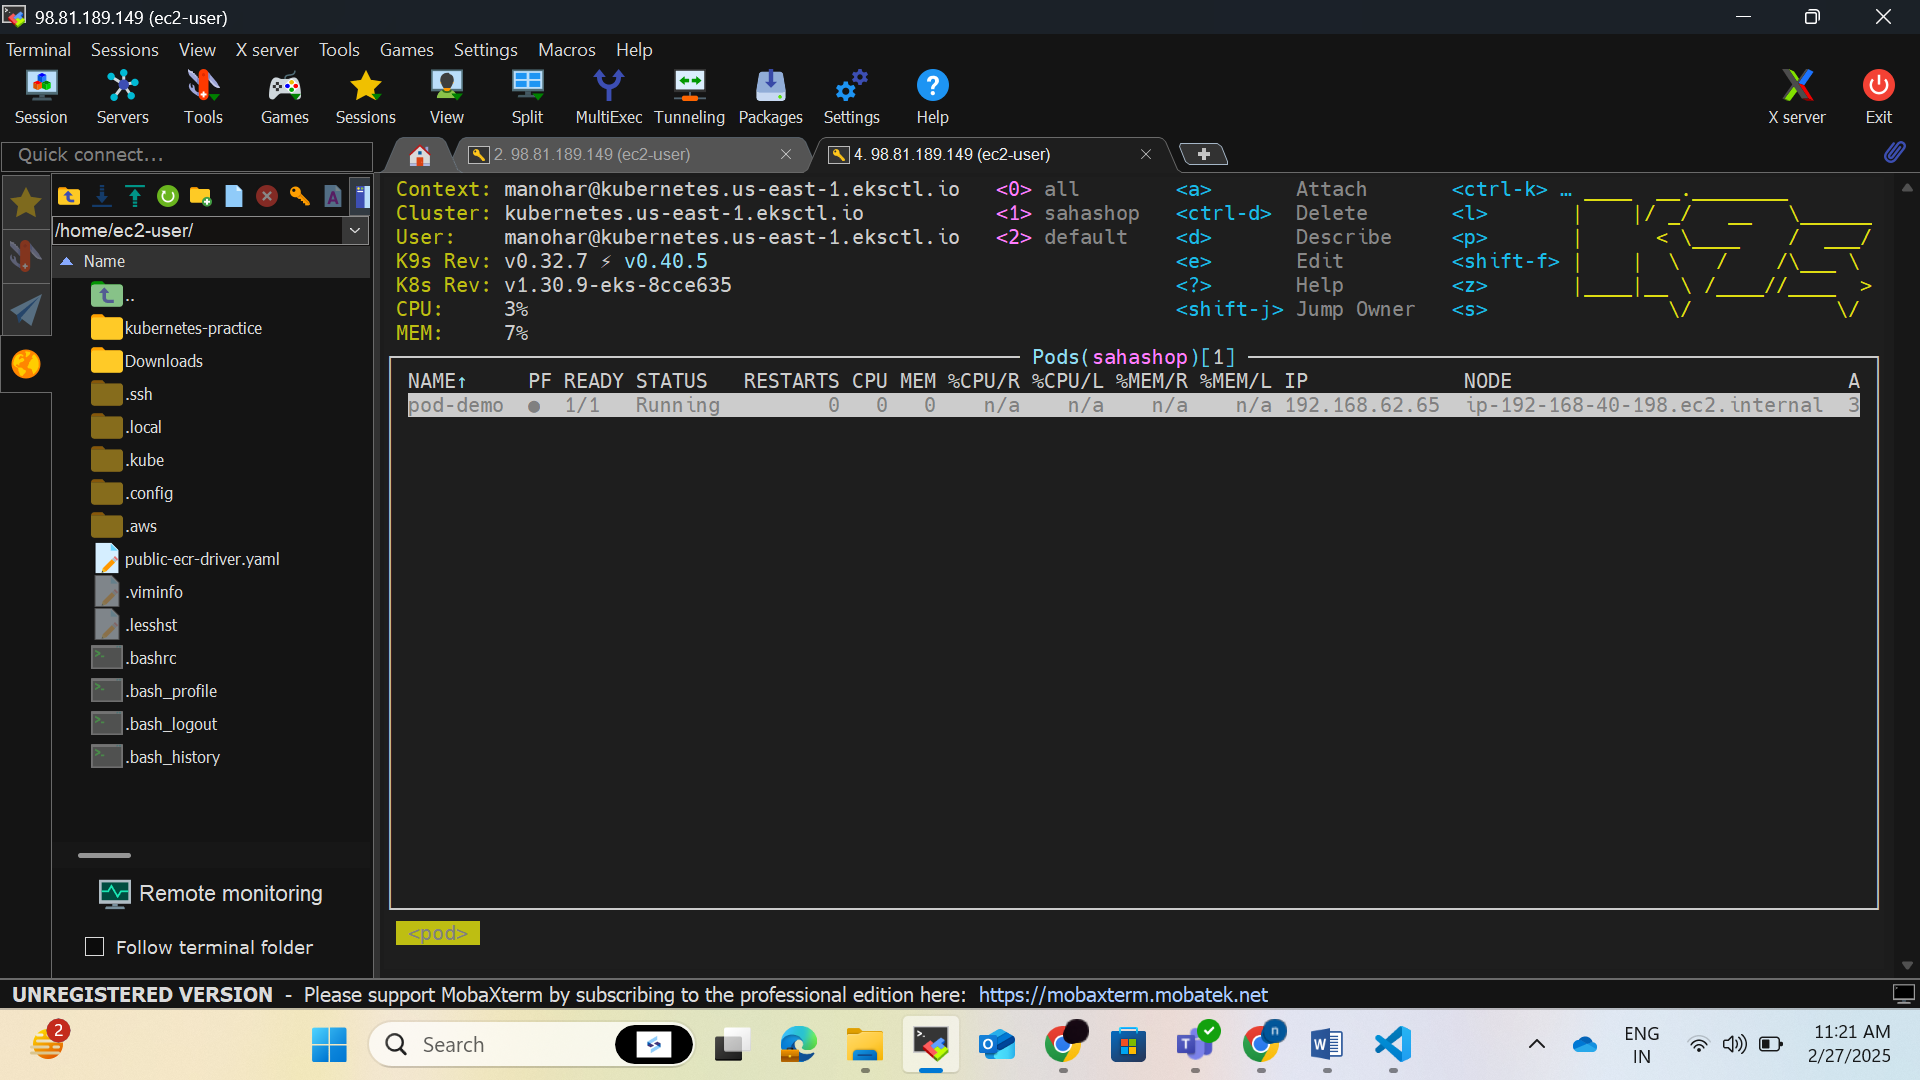 98.81.189.149 (ec2-user)
Terminal Sessions View X server Tools Games Settings Macros Help
Session Servers Tools Games Sessions View Split MultiExec Tunneling Packages Settings Help X server Exit
Quick connect...
2. 98.81.189.149 (ec2-user)
4. 98.81.189.149 (ec2-user)
/home/ec2-user/
Name
..
kubernetes-practice
Downloads
.ssh
.local
.kube
.config
.aws
public-ecr-driver.yaml
.viminfo
.lesshst
.bashrc
.bash_profile
.bash_logout
.bash_history
Remote monitoring
Follow terminal folder
Context: manohar@kubernetes.us-east-1.eksctl.io <0> all <a> Attach <ctrl-k> …
Cluster: kubernetes.us-east-1.eksctl.io <1> sahashop <ctrl-d> Delete <l>
User: manohar@kubernetes.us-east-1.eksctl.io <2> default <d> Describe <p>
K9s Rev: v0.32.7 ⚡ v0.40.5 <e> Edit <shift-f>
K8s Rev: v1.30.9-eks-8cce635 <?> Help <z>
CPU: 3% <shift-j> Jump Owner <s>
MEM: 7%
Pods(sahashop)[1]
NAME↑ PF READY STATUS RESTARTS CPU MEM %CPU/R %CPU/L %MEM/R %MEM/L IP NODE A
pod-demo ● 1/1 Running 0 0 0 n/a n/a n/a n/a 192.168.62.65 ip-192-168-40-198.ec2.internal 3
<pod>
UNREGISTERED VERSION - Please support MobaXterm by subscribing to the professional edition here: https://mobaxterm.mobatek.net
2
Search
n
ENG
IN
11:21 AM
2/27/2025